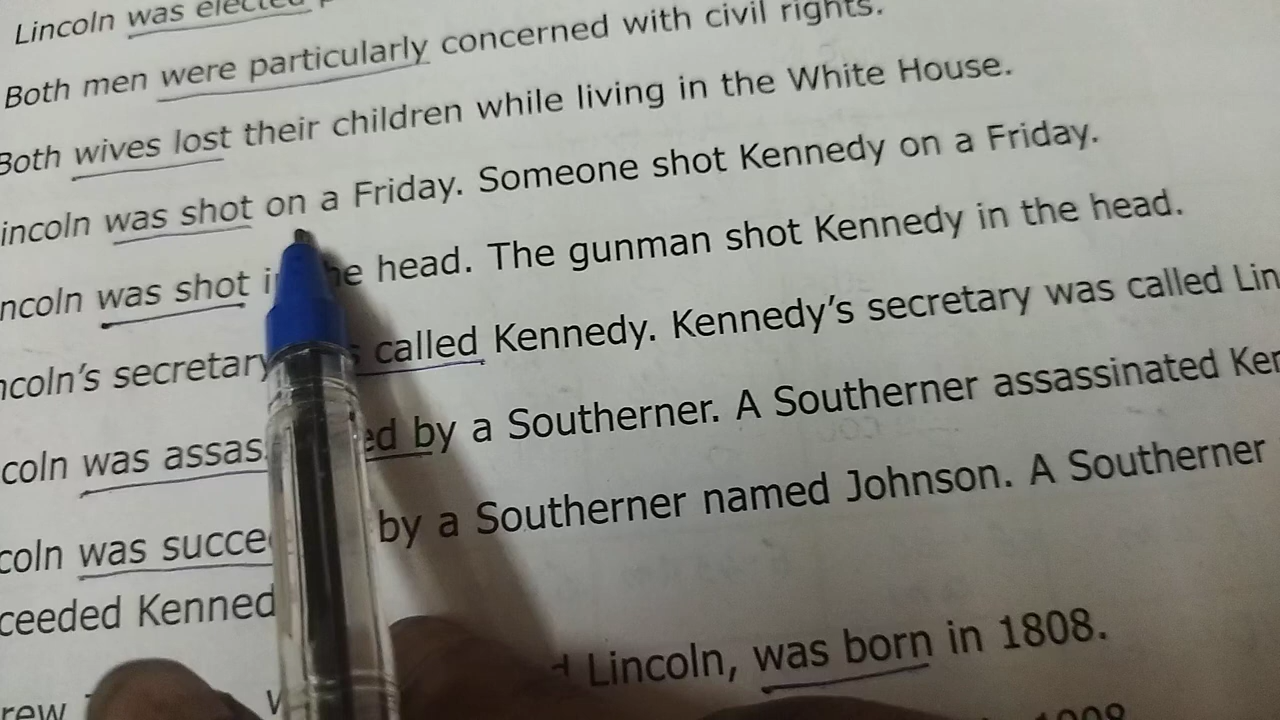 Lincoln was elected
Both men were particularly concerned with civil rights.
Both wives lost their children while living in the White House.
incoln was shot on a Friday. Someone shot Kennedy on a Friday.
ncoln was shot i he head. The gunman shot Kennedy in the head.
ncoln's secretary s called Kennedy. Kennedy's secretary was called Lin
coln was assas ed by a Southerner. A Southerner assassinated Ken
coln was succe by a Southerner named Johnson. A Southerner
ceeded Kenned
d Lincoln, was born in 1808.
rew